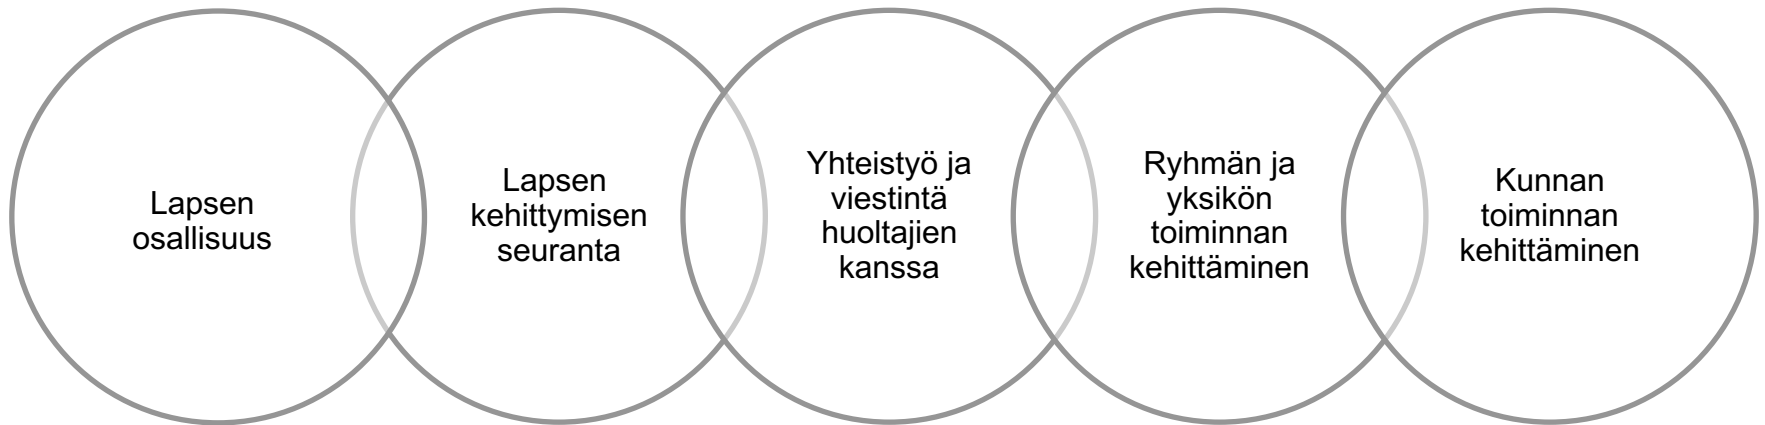 Lapsen
osallisuus
Lapsen
kehittymisen
seuranta
Yhteistyö ja
viestintä
huoltajien
kanssa
Ryhmän ja
yksikön
toiminnan
kehittäminen
Kunnan
toiminnan
kehittäminen